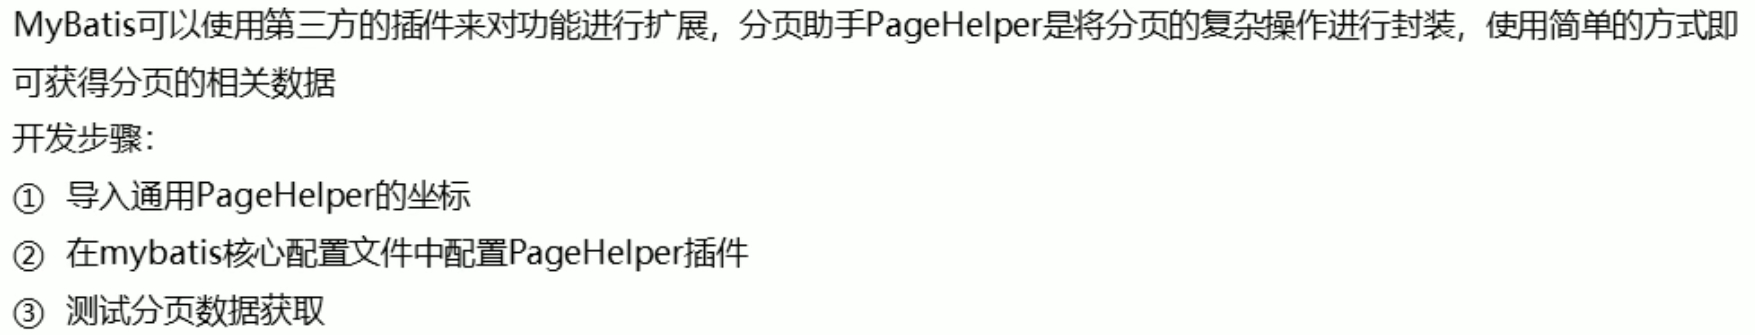 MyBatis可以使用第三方的插件来对功能进行扩展，分页助手PageHelper是将分页的复杂操作进行封装，使用简单的方式即
可获得分页的相关数据
开发步骤：
① 导入通用PageHelper的坐标
② 在mybatis核心配置文件中配置PageHelper插件
③ 测试分页数据获取